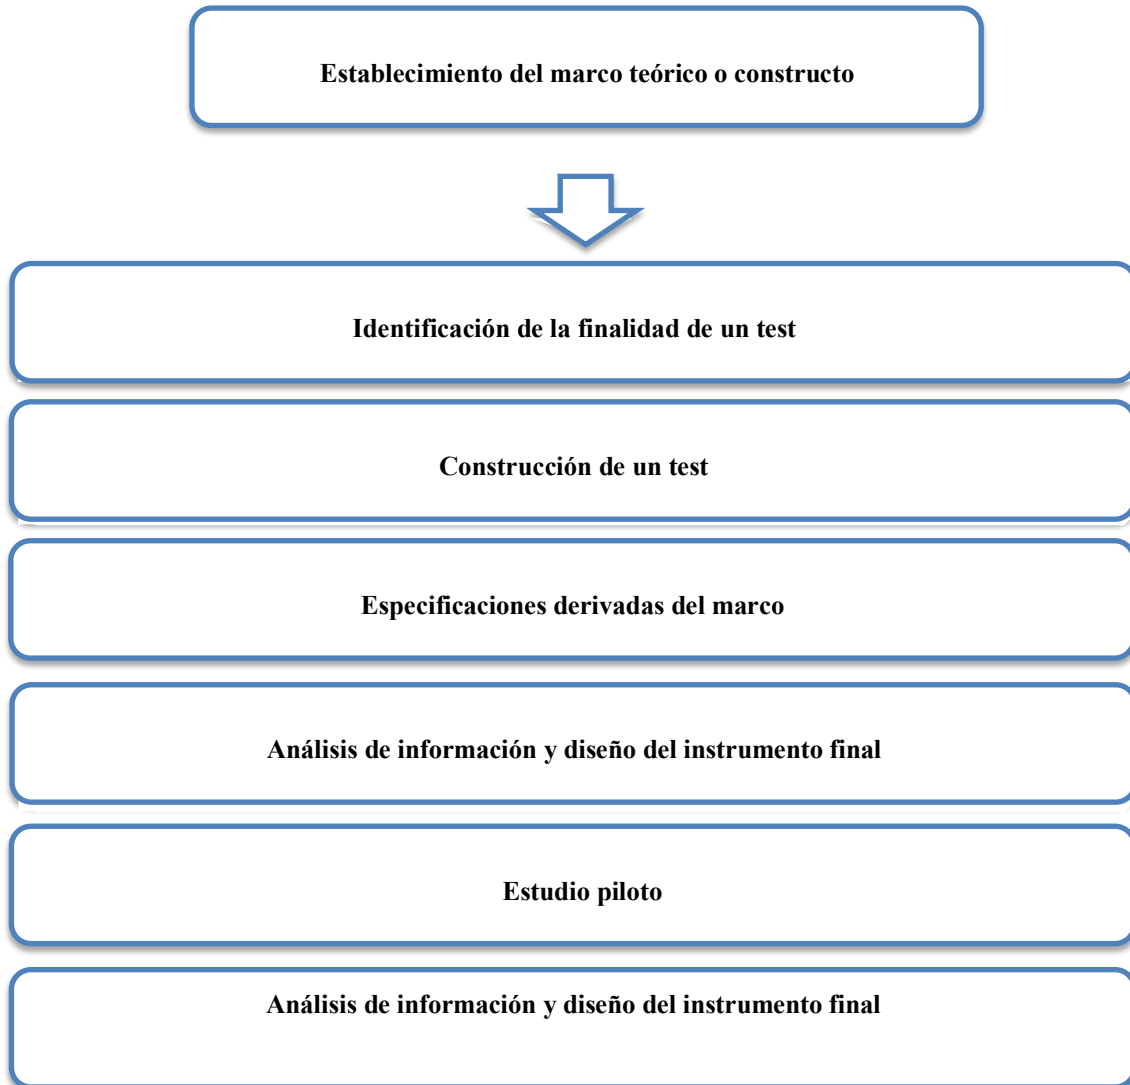 Establecimiento del marco teórico o constructo
Identificación de la finalidad de un test
Construcción de un test
Especificaciones derivadas del marco
Análisis de información y diseño del instrumento final
Estudio piloto
Análisis de información y diseño del instrumento final